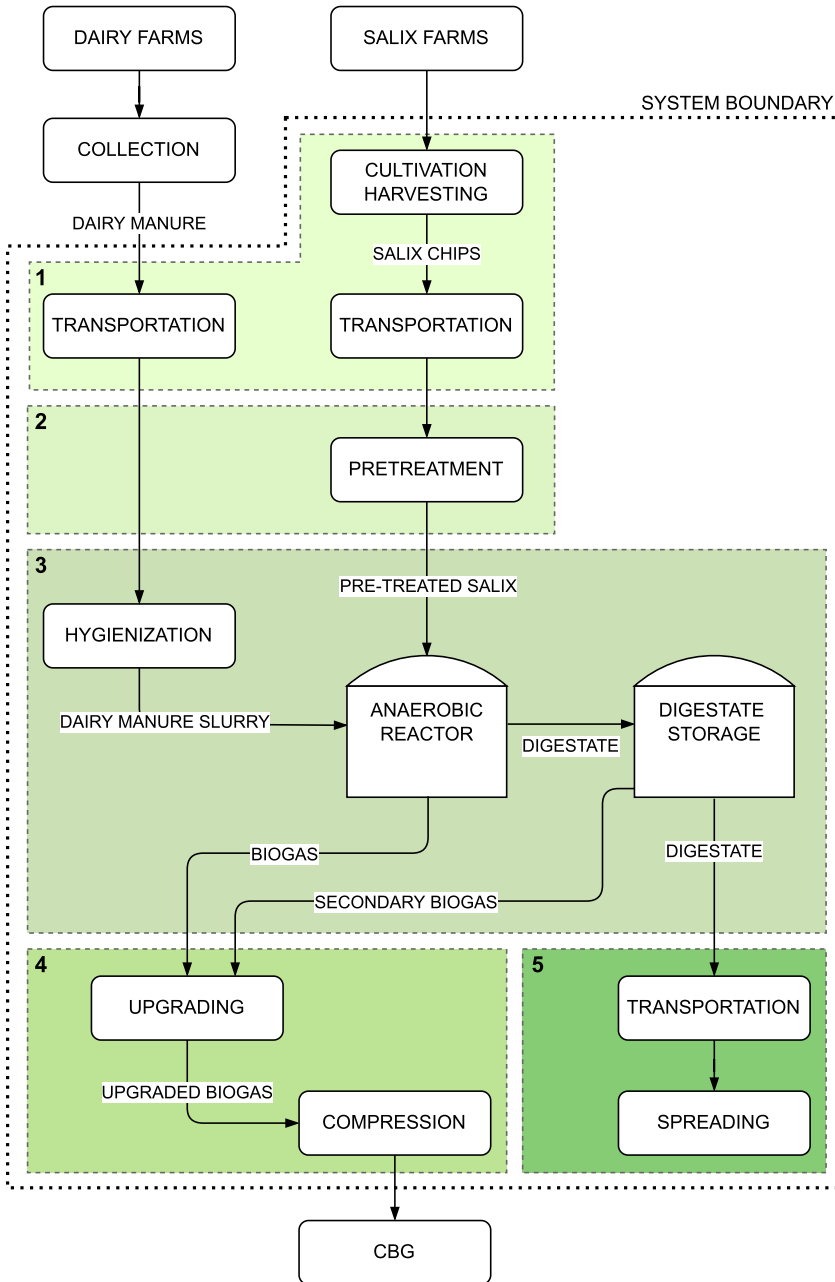 DAIRY FARMS
SALIX FARMS
SYSTEM BOUNDARY
COLLECTION
CULTIVATION
HARVESTING
DAIRY MANURE
SALIX CHIPS
1
TRANSPORTATION
TRANSPORTATION
2
PRETREATMENT
3
PRE-TREATED SALIX
HYGIENIZATION
DAIRY MANURE SLURRY
ANAEROBIC
REACTOR
DIGESTATE
DIGESTATE
STORAGE
BIOGAS
DIGESTATE
SECONDARY BIOGAS
4
UPGRADING
UPGRADED BIOGAS
COMPRESSION
5
TRANSPORTATION
SPREADING
CBG